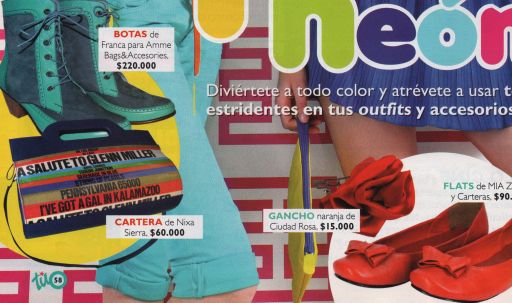 neón
BOTAS de
Franca para Amme
Bags&Accesories,
$220.000
Diviértete a todo color y atrévete a usar
estridentes en tus outfits y accesorios
A SALUTE TO GLENN MILLER
PENNSYLVANIA 65000
I'VE GOT A GAL IN KALAMAZOO
CARTERA de Nixa
Sierra, $60.000
GANCHO naranja de
Ciudad Rosa, $15.000
FLATS de MIA Z
y Carteras, $90.
tú 58